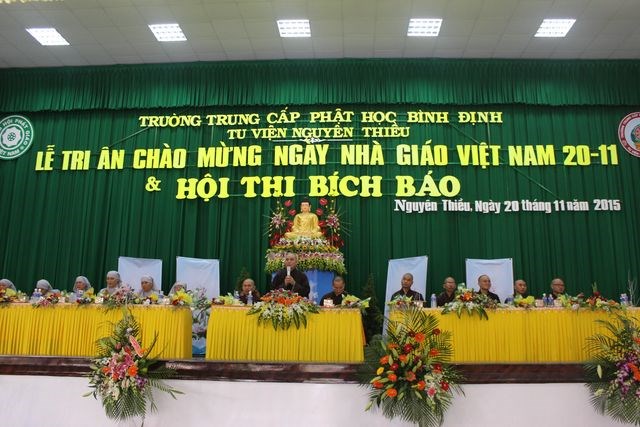 TRƯỜNG TRUNG CẤP PHẬT HỌC BÌNH ĐỊNH
TU VIỆN NGUYÊN THIỀU
LỄ TRI ÂN CHÀO MỪNG NGÀY NHÀ GIÁO VIỆT NAM 20-11
& HỘI THI BÍCH BÁO
Nguyên Thiều, Ngày 20 tháng 11 năm 2015